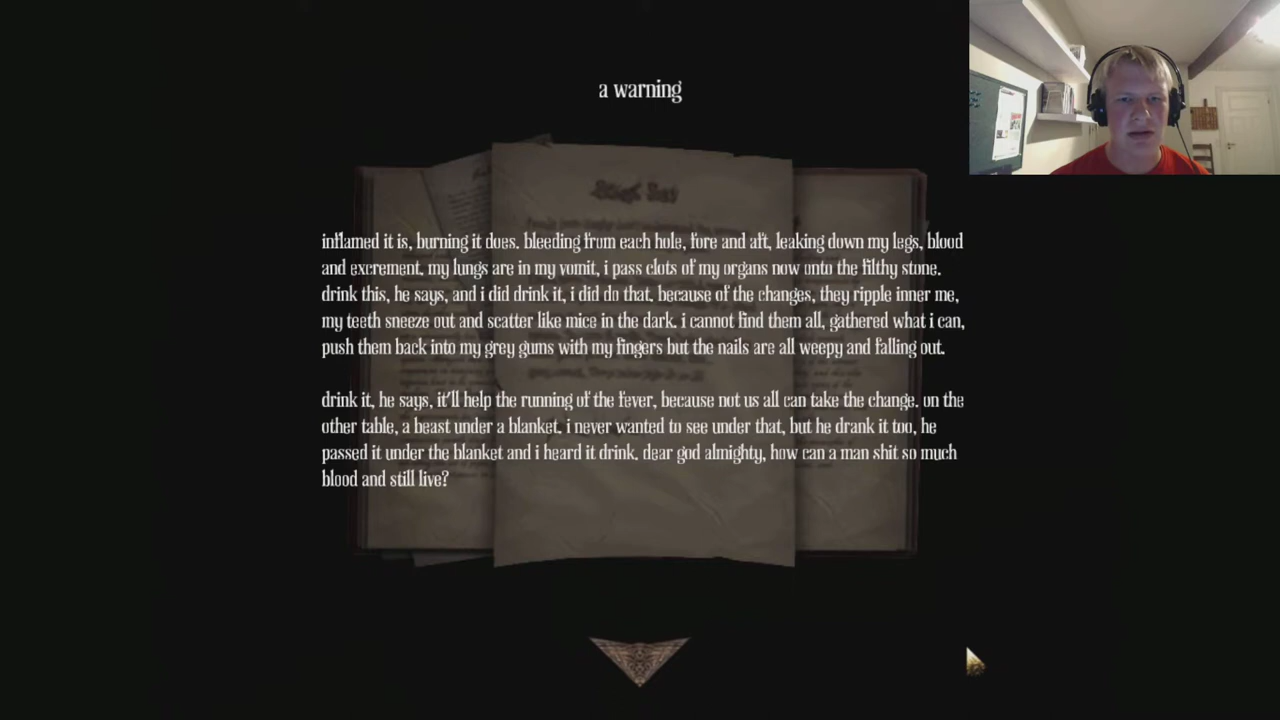 a warning
inflamed it is, burning it does. bleeding from each hole, fore and aft, leaking down my legs, blood
and excrement. my lungs are in my vomit, i pass clots of my organs now onto the filthy stone.
drink this, he says, and i did drink it, i did do that. because of the changes, they ripple inner me,
my teeth sneeze out and scatter like mice in the dark. i cannot find them all, gathered what i can,
push them back into my grey gums with my fingers but the nails are all weepy and falling out.
drink it, he says, it'll help the running of the fever, because not us all can take the change. on the
other table, a beast under a blanket. i never wanted to see under that, but he drank it too, he
passed it under the blanket and i heard it drink. dear god almighty, how can a man shit so much
blood and still live?